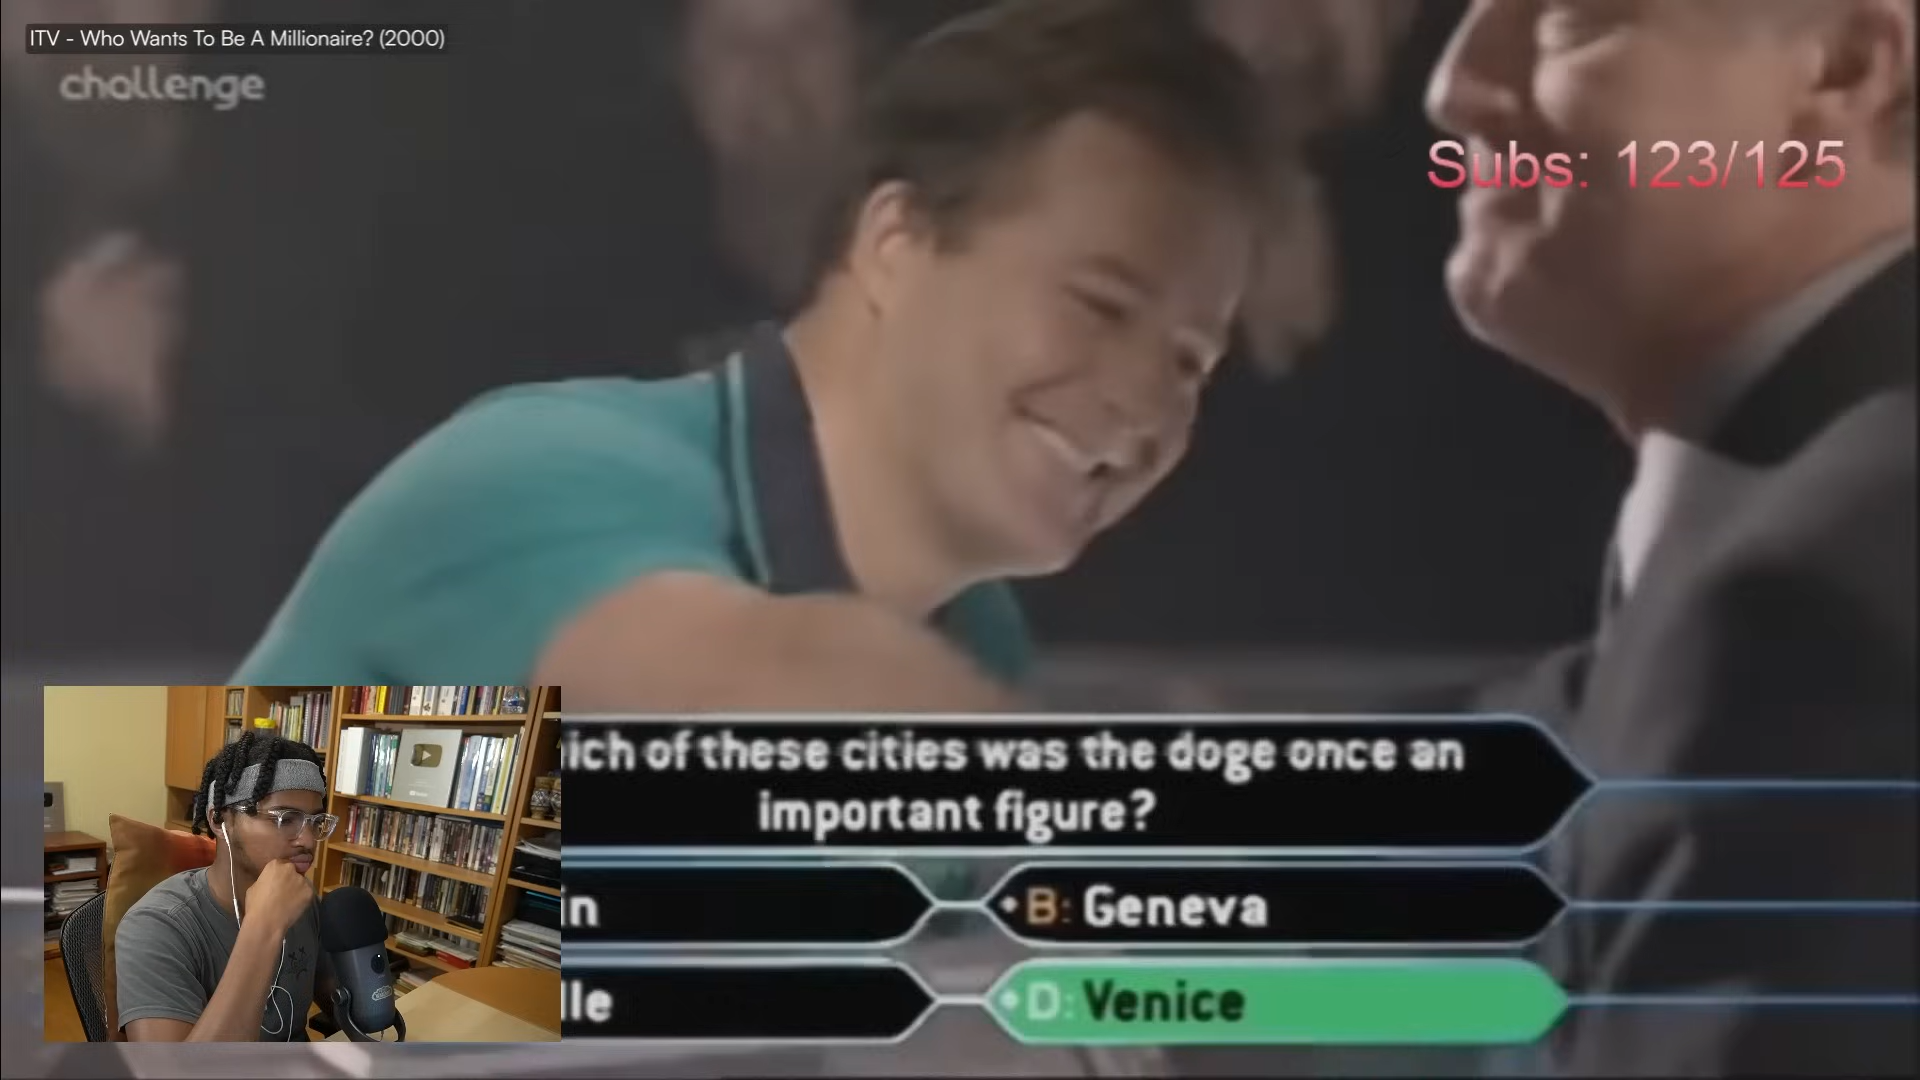 ITV - Who Wants To Be A Millionaire? (2000)
challenge
Subs: 123/125
ich of these cities was the doge once an
important figure?
in
B: Geneva
lle
D: Venice